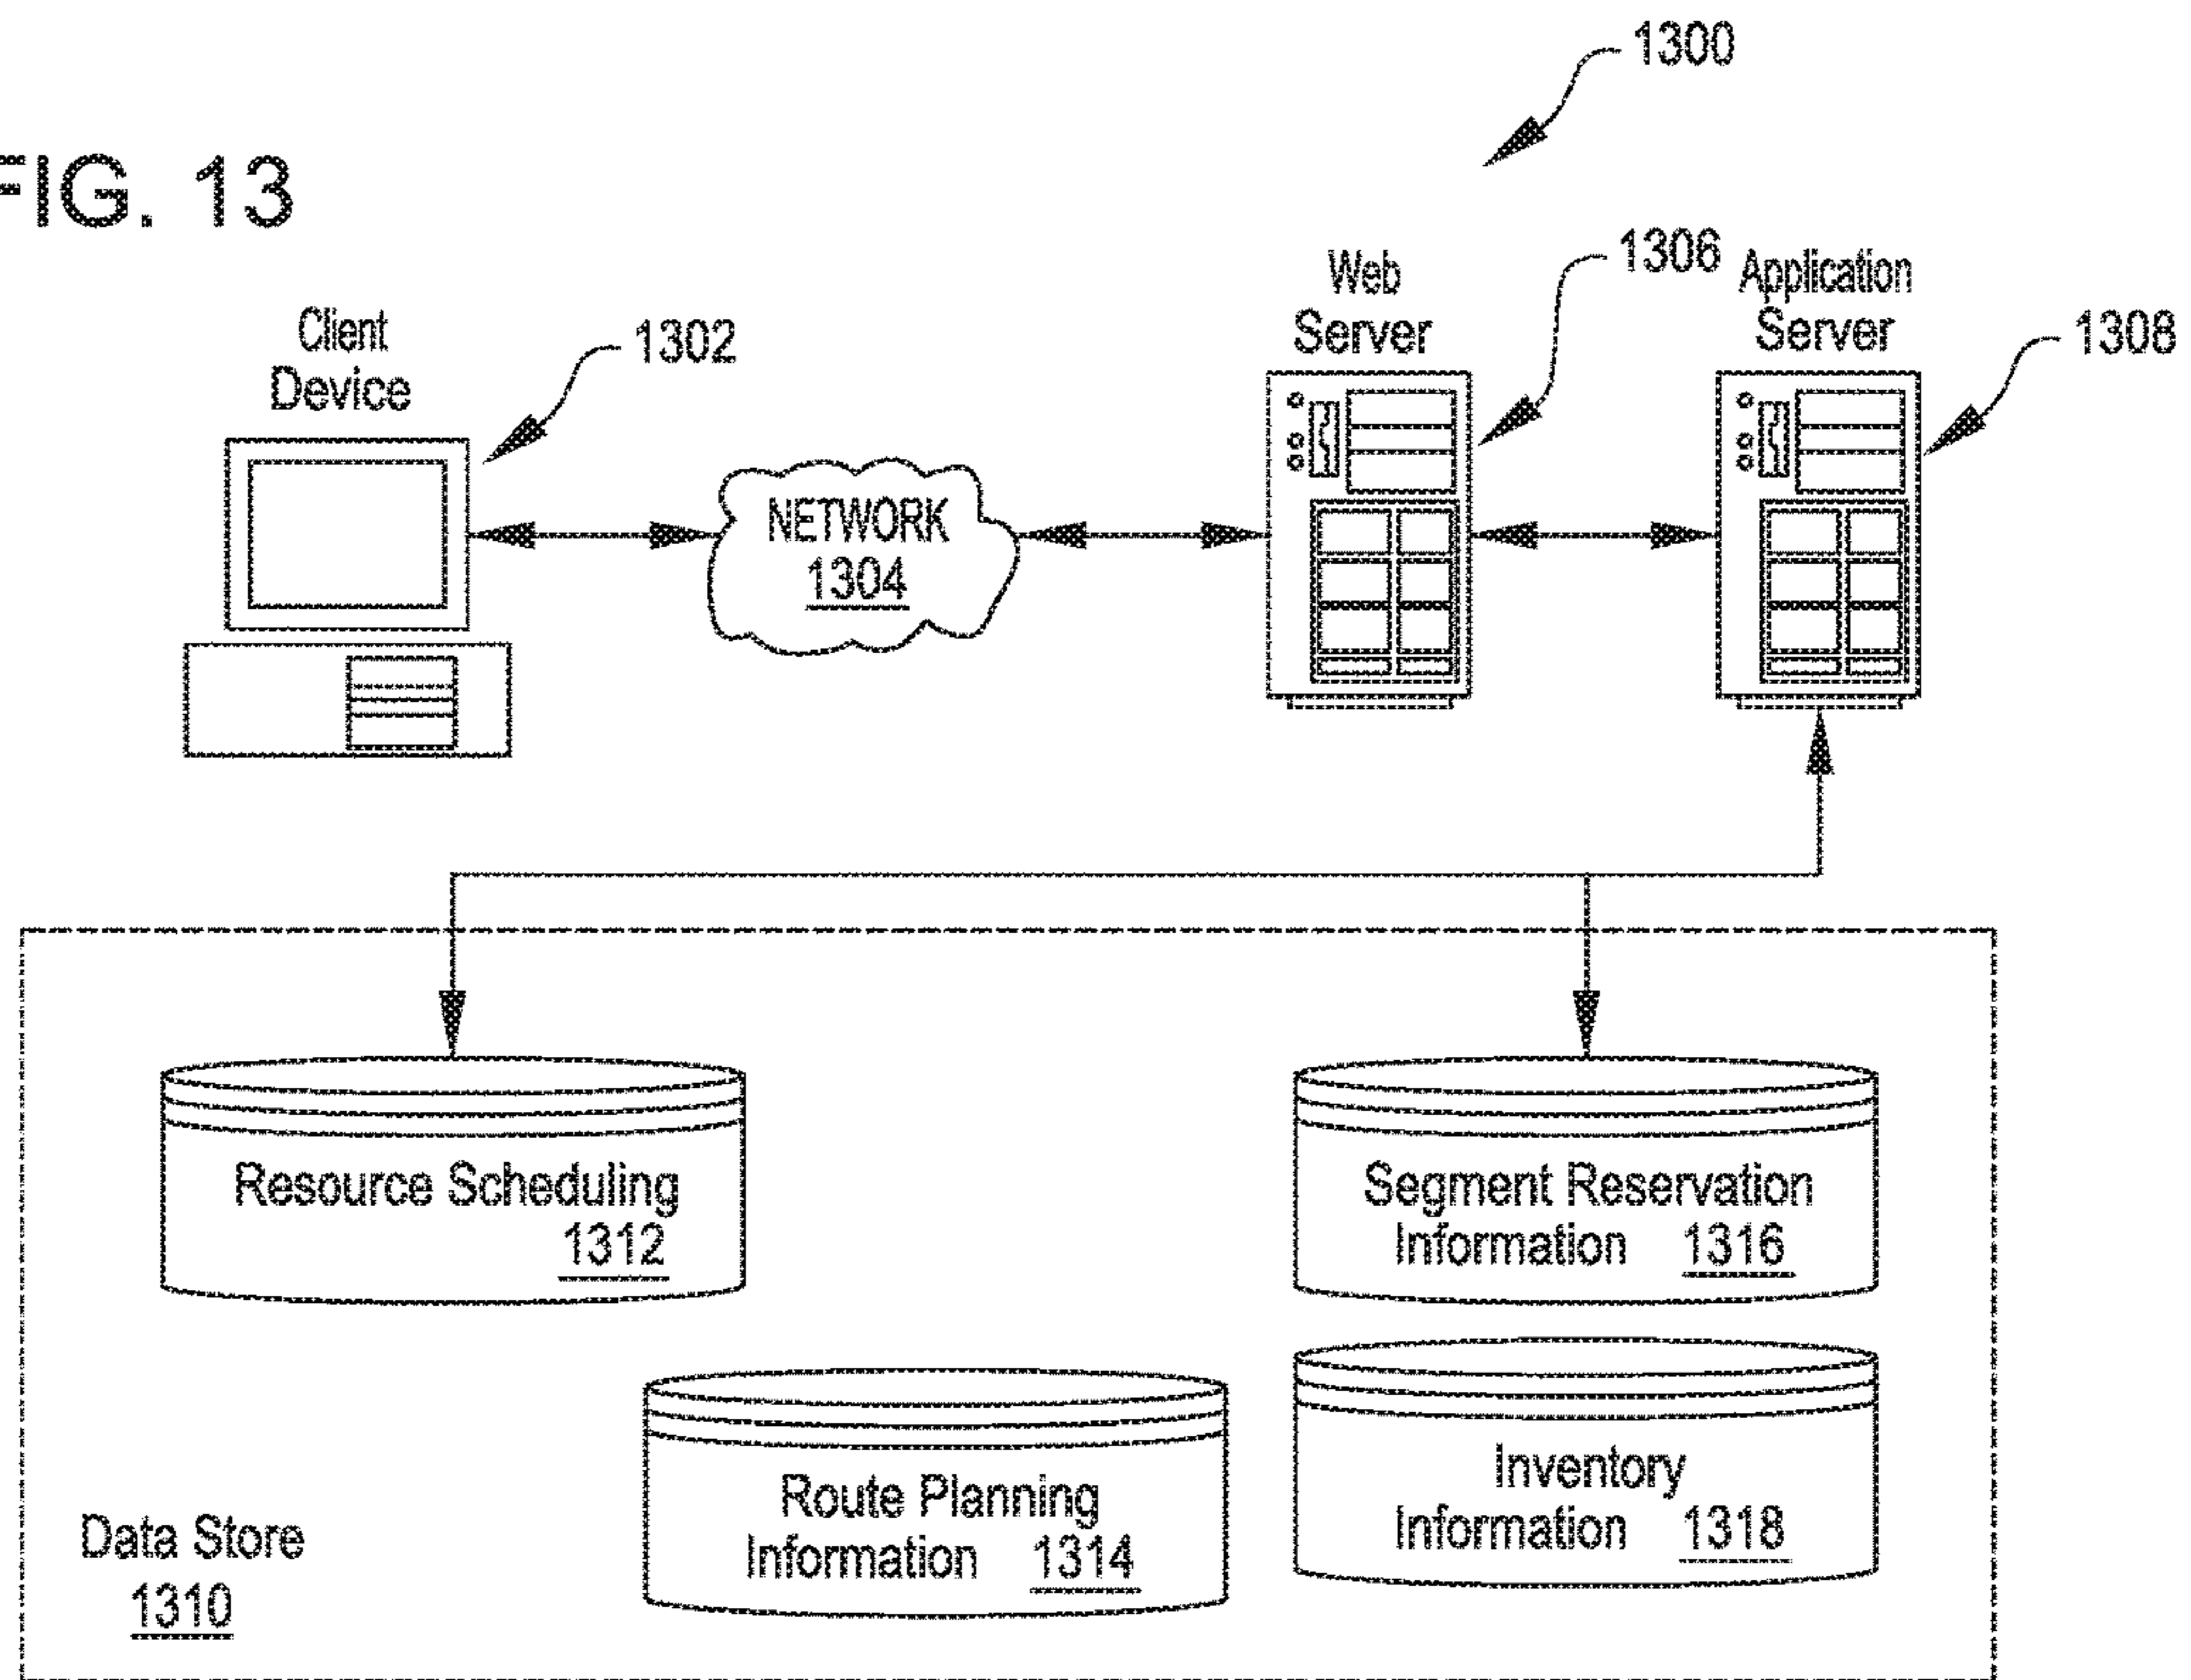 1300
FIG. 13
Client
Device
1302
Web
Server
1306
Application
Server
1308
NETWORK
1304
Resource Scheduling
1312
Segment Reservation
Information 1316
Route Planning
Information 1314
Inventory
Information 1318
Data Store
1310